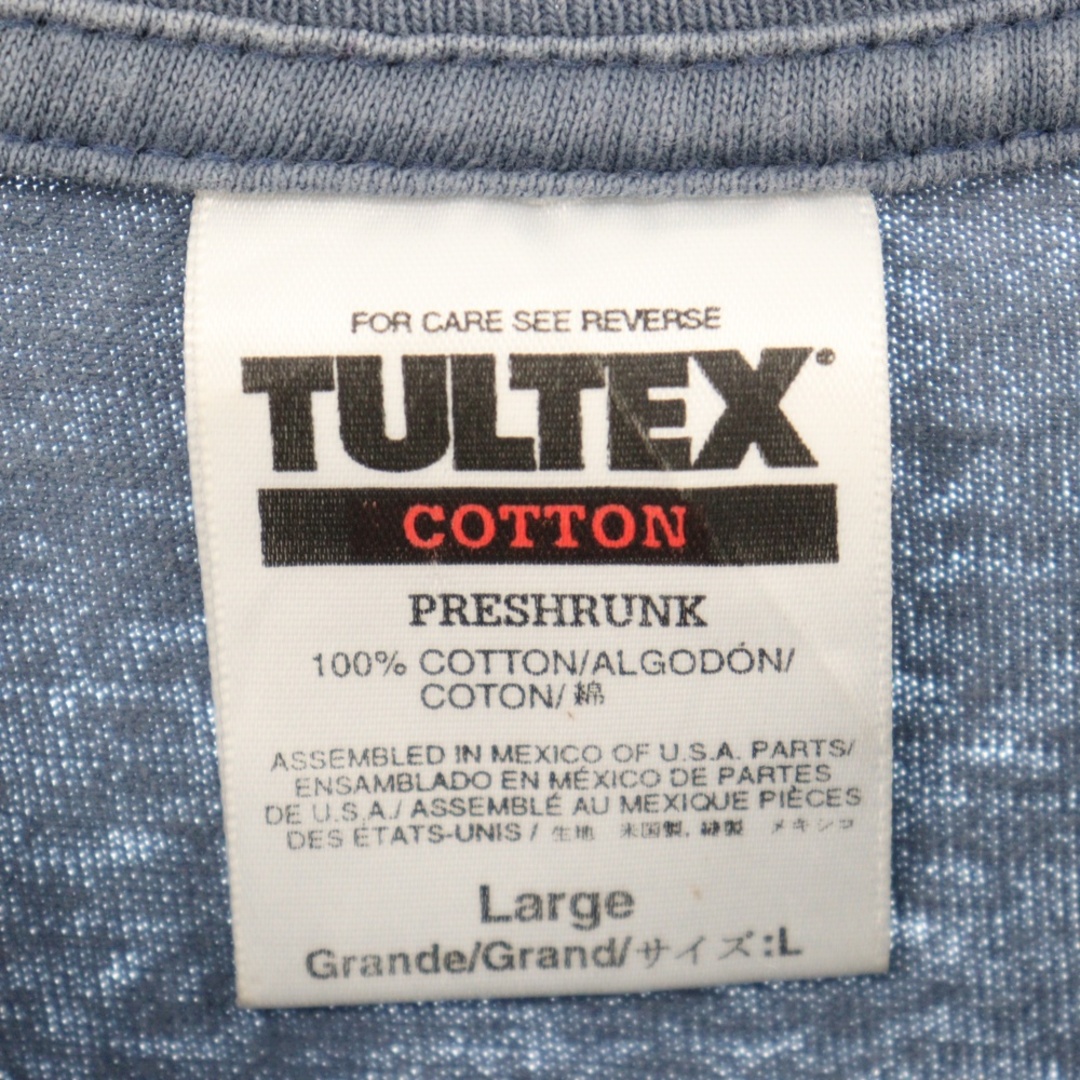 FOR CARE SEE REVERSE
TULTEX®
COTTON
PRESHRUNK
100% COTTON/ALGODÓN/
COTON/綿
ASSEMBLED IN MEXICO OF U.S.A. PARTS/
ENSAMBLADO EN MÉXICO DE PARTES
DE U.S.A./ ASSEMBLÉ AU MEXIQUE PIÈCES
DES ÉTATS-UNIS / 生地 米国製, 縫製 メキシコ
Large
Grande/Grand/サイズ:L